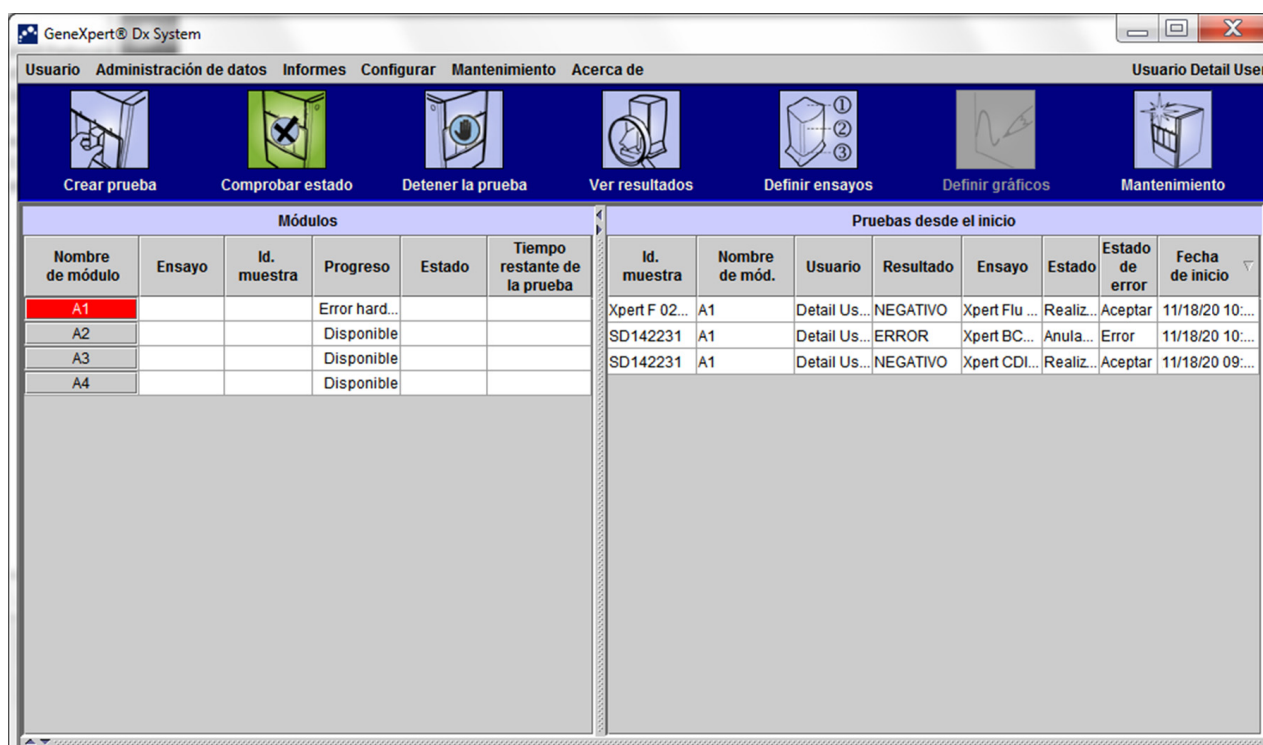 GeneXpert® Dx System
Usuario Administración de datos Informes Configurar Mantenimiento Acerca de Usuario Detail User
Crear prueba Comprobar estado Detener la prueba Ver resultados Definir ensayos Definir gráficos Mantenimiento
Módulos
Nombre de módulo Ensayo Id. muestra Progreso Estado Tiempo restante de la prueba
A1 Error hard...
A2 Disponible
A3 Disponible
A4 Disponible
Pruebas desde el inicio
Id. muestra Nombre de mód. Usuario Resultado Ensayo Estado Estado de error Fecha de inicio
Xpert F 02... A1 Detail Us... NEGATIVO Xpert Flu ... Realiz... Aceptar 11/18/20 10:...
SD142231 A1 Detail Us... ERROR Xpert BC... Anula... Error 11/18/20 10:...
SD142231 A1 Detail Us... NEGATIVO Xpert CDI... Realiz... Aceptar 11/18/20 09:...